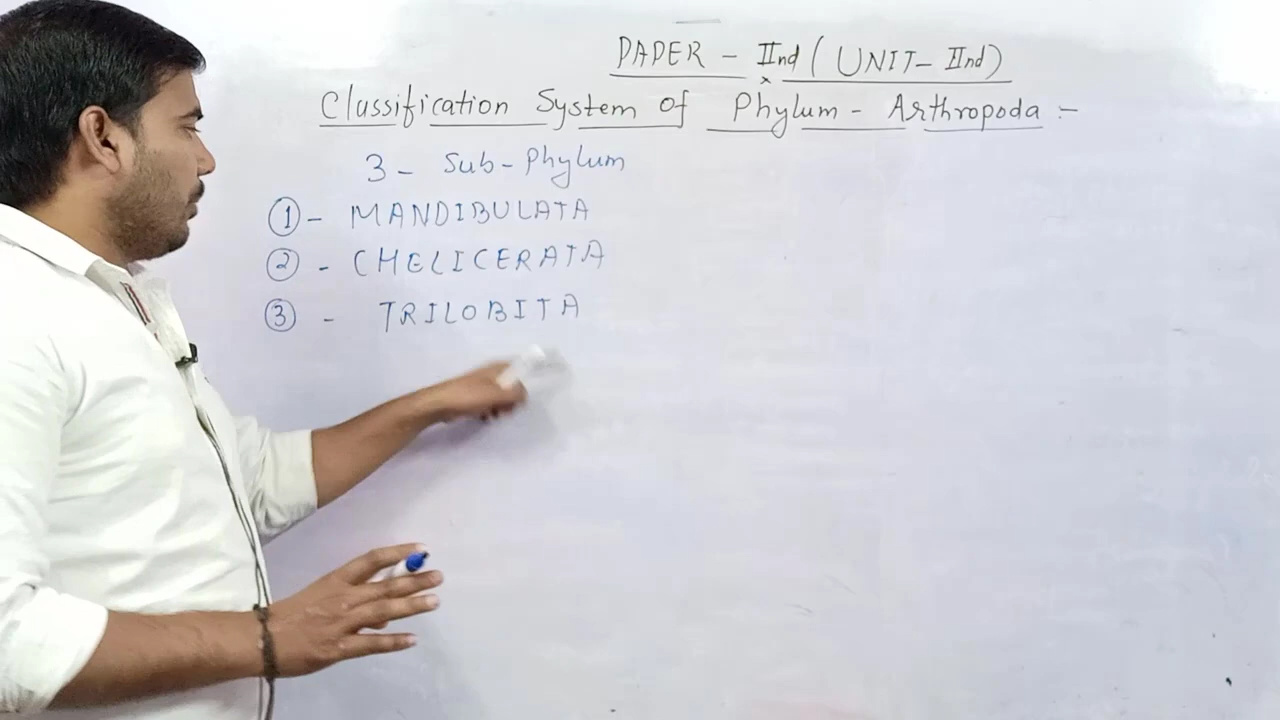 PAPER - IInd (UNIT- IInd)
Classification System of Phylum - Arthropoda :-
3 - Sub-Phylum
① - MANDIBULATA
② - CHELICERATA
③ - TRILOBITA